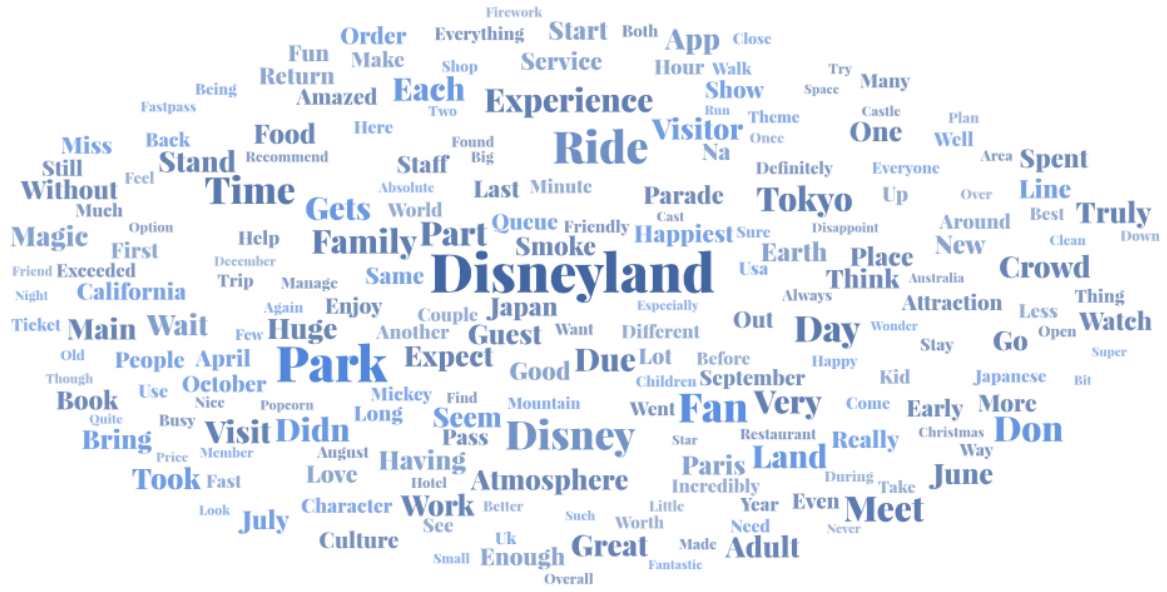 Firework
Order Everything Start Both App Close
Fun Make Service Hour Walk Try
Return Shop Space Many
Being Amazed Each Experience Show
Fastpass Two Run Castle
Miss Back Food Here Found Ride Visitor Theme One Plan
Once Well
Still Stand Recommend Staff Big Na Definitely Everyone Area Spent
Without Feel Time Absolute Last Minute Parade Tokyo Up Over Line
Much Gets World Cast Best Truly
Magic Option Help Family Part Queue Friendly Happiest Sure Disappoint Around Down
First Smoke Earth Place New Clean
Friend Exceeded December Disneyland Usa Crowd
Trip Manage Same Think Australia
Night California Always Thing
Again Enjoy Couple Japan Especially Attraction Less
Ticket Main Wait Few Huge Another Guest Want Different Out Day Wonder Go Open Watch
Stay Super
Old People April Park Expect Good Due Lot Before Happy
Though October Children September Kid Japanese Bit
Book Use Nice Popcorn Mickey Find Mountain Went Fan Very Come Early More
Quite Busy Long Seem
Bring Visit Didn Pass Disney Star Restaurant Really Christmas Don
Price Member August Having Paris Land Way
Took Fast Love Hotel Atmosphere Incredibly During Take June
Look Character Work Better Little Year Even Meet
July See Such Worth Need Never
Culture Uk Great Made Adult
Small Enough Fantastic
Overall